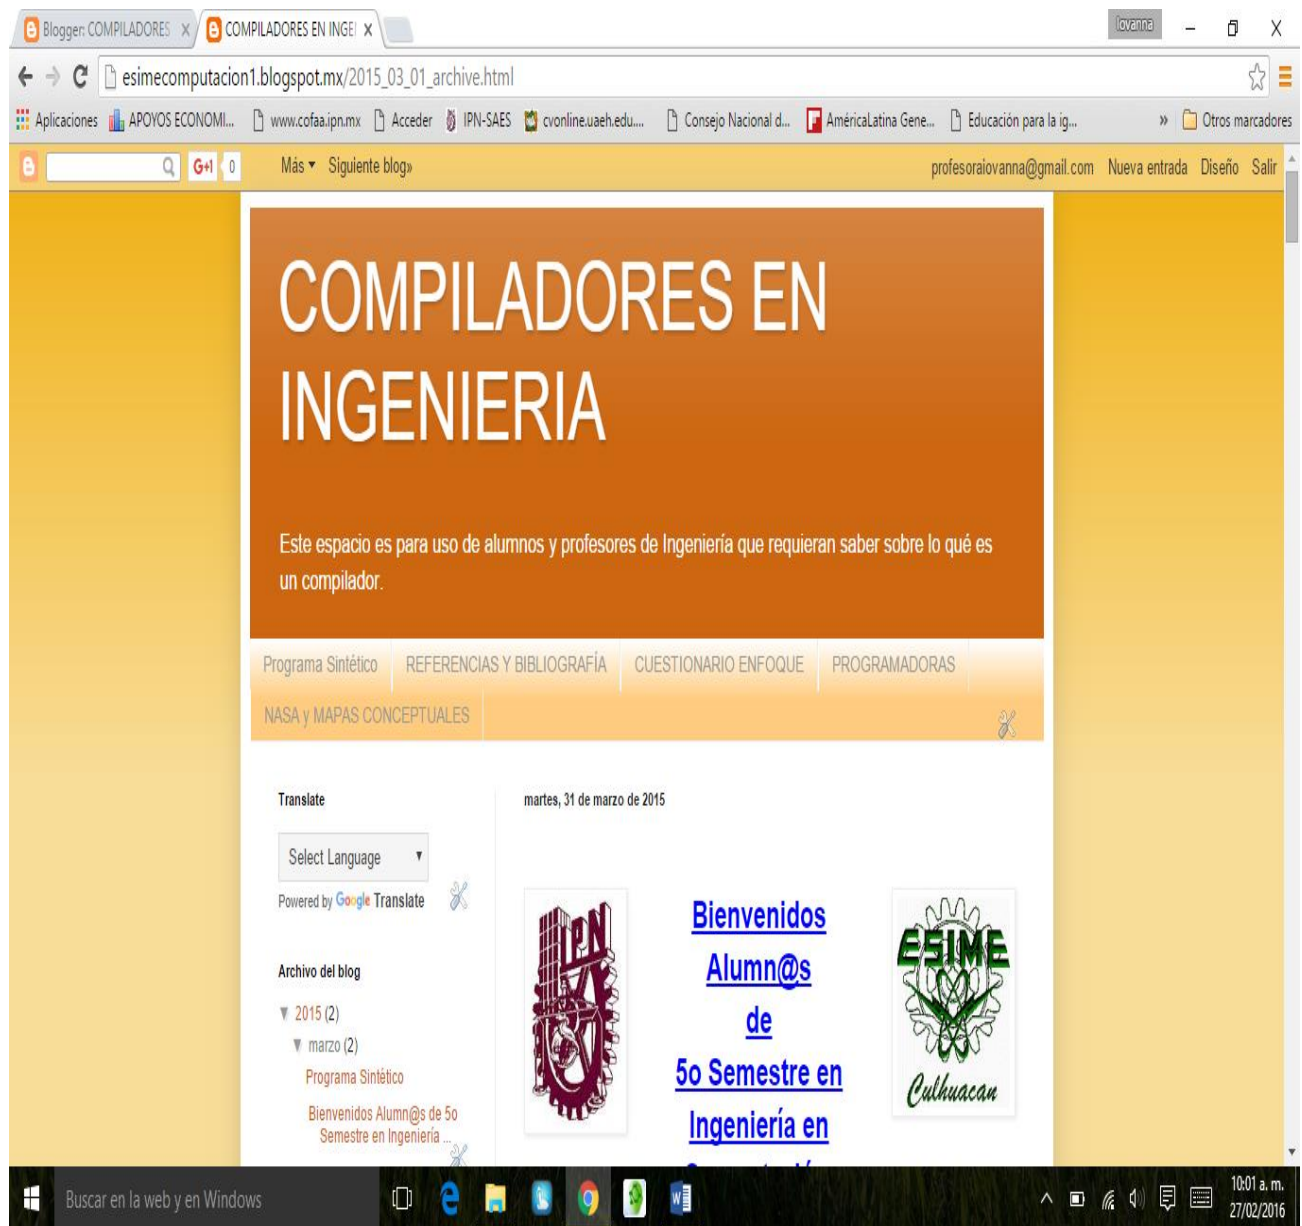 Blogger: COMPILADORES
COMPILADORES EN INGE
Iovanna
esimecomputacion1.blogspot.mx/2015_03_01_archive.html
Aplicaciones APOYOS ECONOMI... www.cofaa.ipn.mx Acceder IPN-SAES cvonline.uaeh.edu.... Consejo Nacional d... AméricaLatina Gene... Educación para la ig... » Otros marcadores
G+1 0 Más Siguiente blog» profesoraiovanna@gmail.com Nueva entrada Diseño Salir
COMPILADORES EN
INGENIERIA
Este espacio es para uso de alumnos y profesores de Ingeniería que requieran saber sobre lo qué es
un compilador.
Programa Sintético REFERENCIAS Y BIBLIOGRAFÍA CUESTIONARIO ENFOQUE PROGRAMADORAS
NASA y MAPAS CONCEPTUALES
Translate
Select Language
Powered by Google Translate
Archivo del blog
2015 (2)
marzo (2)
Programa Sintético
Bienvenidos Alumn@s de 5o
Semestre en Ingeniería ...
martes, 31 de marzo de 2015
IPN
Bienvenidos
Alumn@s
de
5o Semestre en
Ingeniería en
ESIME
Culhuacan
Buscar en la web y en Windows
10:01 a. m.
27/02/2016